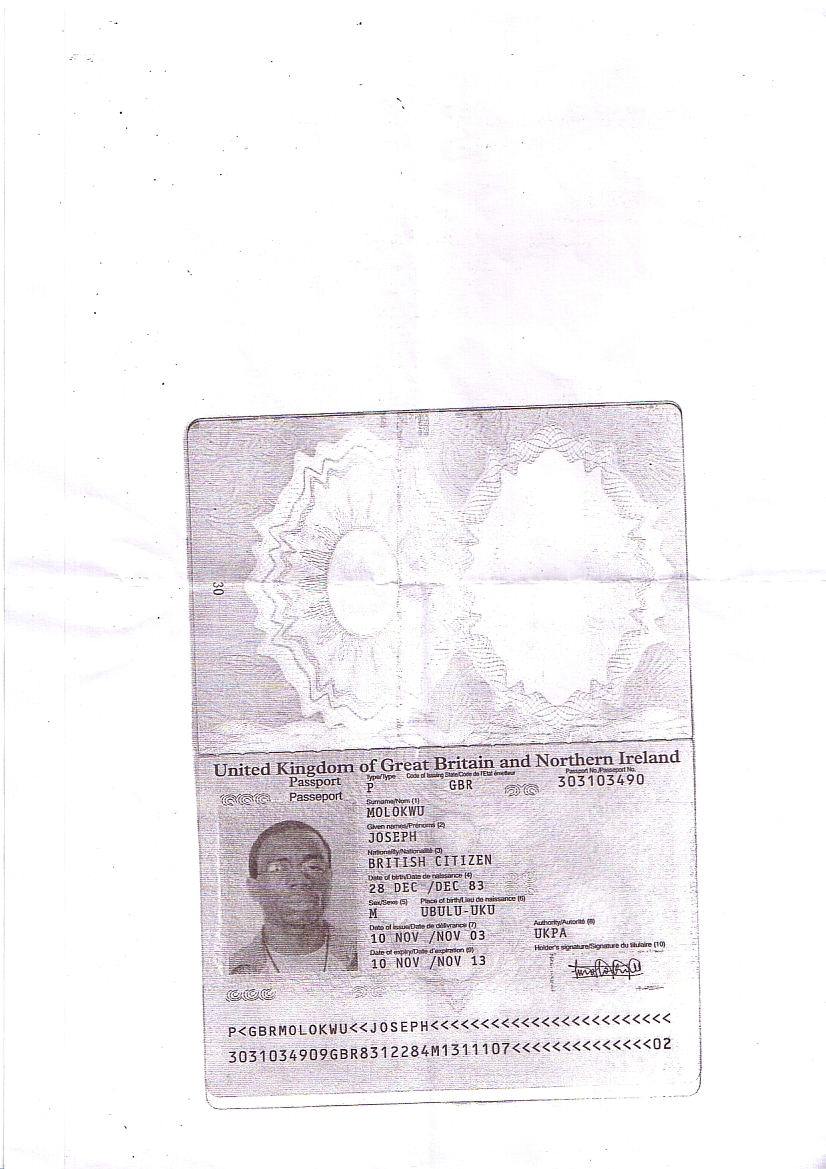 30
United Kingdom of Great Britain and Northern Ireland
Passport
Passeport
Type/Type
Code of Issuing State/Code de l'Etat émetteur
Passport No./Passeport No.
P
GBR
303103490
Surname/Nom (1)
MOLOKWU
Given names/Prénoms (2)
JOSEPH
Nationality/Nationalité (3)
BRITISH CITIZEN
Date of birth/Date de naissance (4)
28 DEC /DEC 83
Sex/Sexe (5)
Place of birth/Lieu de naissance (6)
M
UBULU-UKU
Date of issue/Date de délivrance (7)
Authority/Autorité (8)
10 NOV /NOV 03
UKPA
Date of expiry/Date d'expiration (9)
Holder's signature/Signature du titulaire (10)
10 NOV /NOV 13
P<GBRMOLOKWU<<JOSEPH<<<<<<<<<<<<<<<<<<<<<<<<
3031034909GBR8312284M1311107<<<<<<<<<<<<<<02